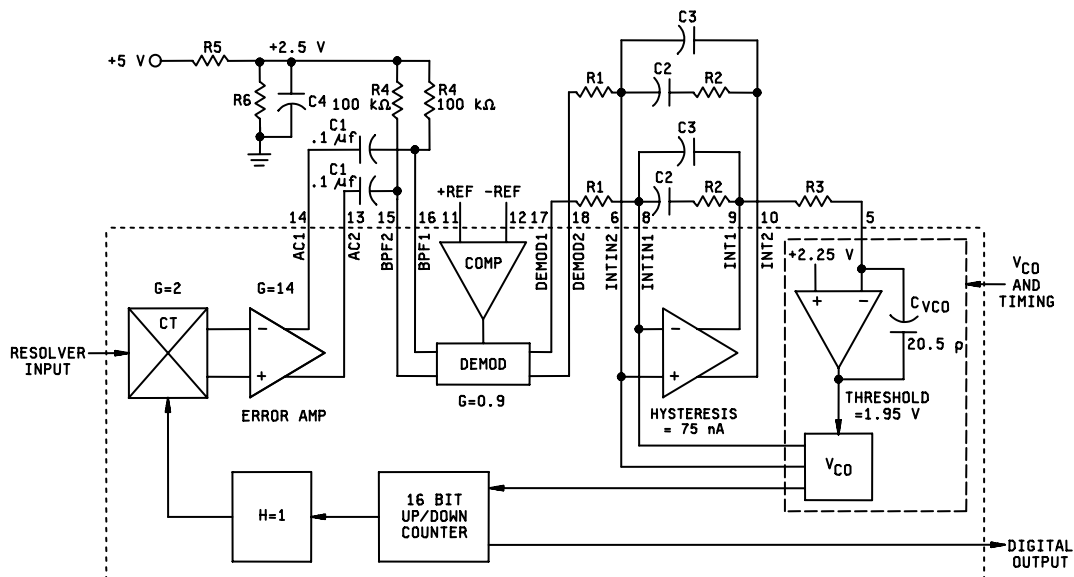 C3
+5 V
R5
+2.5 V
C2
R2
R1
R6
C4
R4
100 kΩ
R4
100 kΩ
C1
.1 μf
C1
.1 μf
C3
C2
R2
R1
R3
+REF
-REF
14
13
15
16
11
12
17
18
6
8
9
10
5
AC1
AC2
BPF2
BPF1
DEMOD1
DEMOD2
INTIN2
INTIN1
INT1
INT2
COMP
+2.25 V
VCO
AND
TIMING
G=2
G=14
CT
+
−
CVCO
20.5 p
RESOLVER
INPUT
−
+
DEMOD
−
+
G=0.9
ERROR AMP
HYSTERESIS
= 75 nA
THRESHOLD
=1.95 V
VCO
H=1
16 BIT
UP/DOWN
COUNTER
DIGITAL
OUTPUT